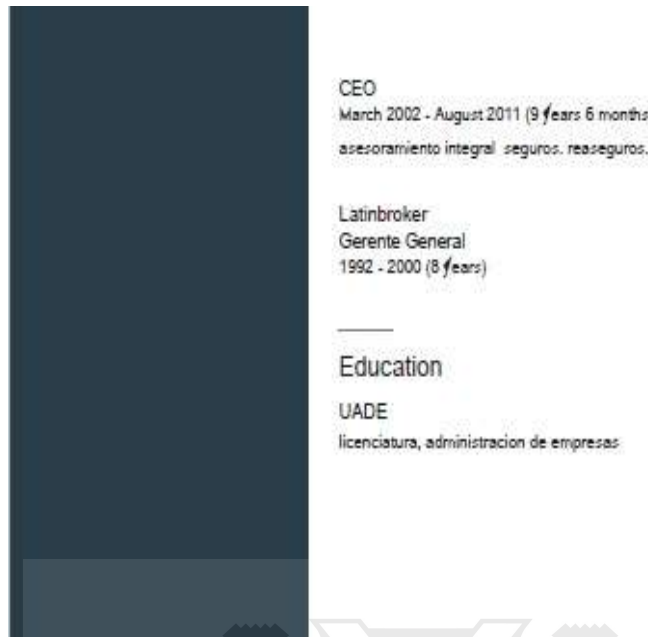 CEO
March 2002 - August 2011 (9 years 6 months
asesoramiento integral seguros. reaseguros.
Latinbroker
Gerente General
1992 - 2000 (8 years)
Education
UADE
licenciatura, administracion de empresas